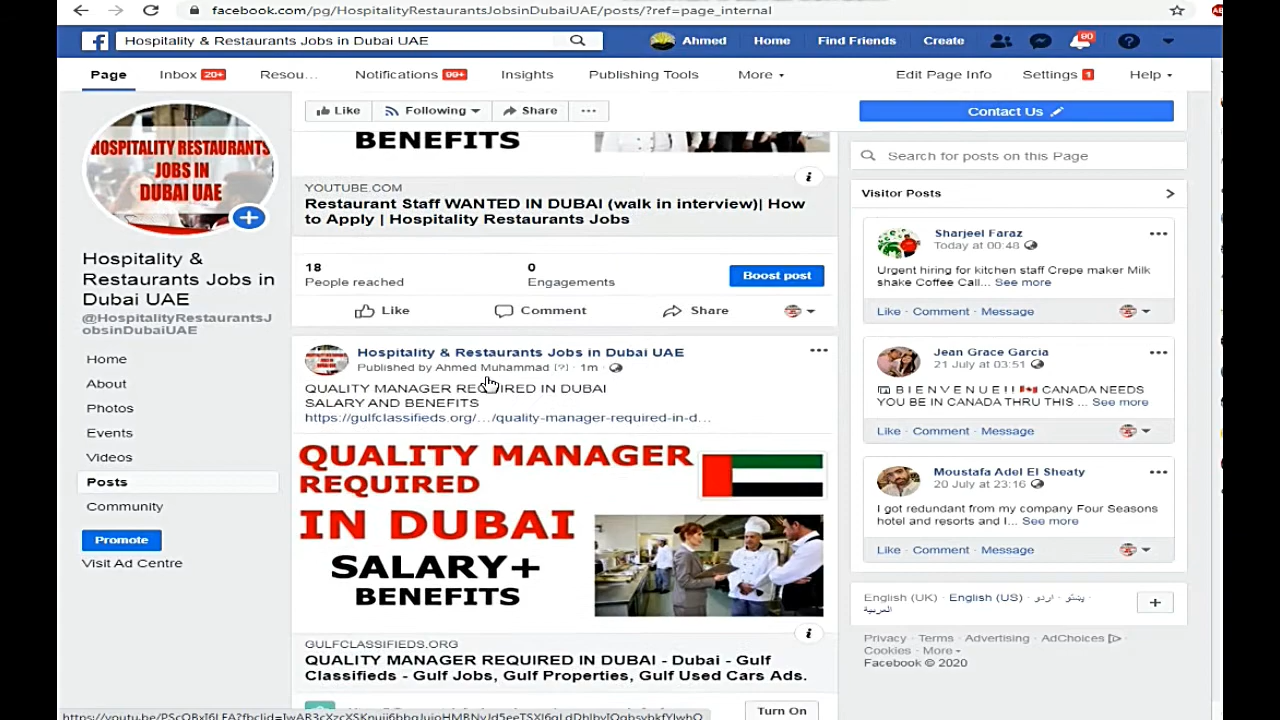 facebook.com/pg/HospitalityRestaurantsJobsinDubaiUAE/posts/?ref=page_internal
Hospitality & Restaurants Jobs in Dubai UAE
Ahmed Home Find Friends Create 80
Page Inbox 20+ Resou... Notifications 99+ Insights Publishing Tools More Edit Page Info Settings 1 Help
Like Following Share Contact Us
HOSPITALITY RESTAURANTS
JOBS IN
DUBAI UAE
Hospitality &
Restaurants Jobs in
Dubai UAE
@HospitalityRestaurantsJ
obsinDubaiUAE
Home
About
Photos
Events
Videos
Posts
Community
Promote
Visit Ad Centre
BENEFITS
YOUTUBE.COM
Restaurant Staff WANTED IN DUBAI (walk in interview)| How
to Apply | Hospitality Restaurants Jobs
18
People reached
0
Engagements
Boost post
Like Comment Share
Hospitality & Restaurants Jobs in Dubai UAE
Published by Ahmed Muhammad [?] · 1m ·
QUALITY MANAGER REQUIRED IN DUBAI
SALARY AND BENEFITS
https://gulfclassifieds.org/.../quality-manager-required-in-d...
QUALITY MANAGER
REQUIRED
IN DUBAI
SALARY+
BENEFITS
GULFCLASSIFIEDS.ORG
QUALITY MANAGER REQUIRED IN DUBAI - Dubai - Gulf
Classifieds - Gulf Jobs, Gulf Properties, Gulf Used Cars Ads.
Turn On
Search for posts on this Page
Visitor Posts
Sharjeel Faraz
Today at 00:48
Urgent hiring for kitchen staff Crepe maker Milk
shake Coffee Call... See more
Like · Comment · Message
Jean Grace Garcia
21 July at 03:51
B I E N V E N U E !! CANADA NEEDS
YOU BE IN CANADA THRU THIS ... See more
Like · Comment · Message
Moustafa Adel El Sheaty
20 July at 23:16
I got redundant from my company Four Seasons
hotel and resorts and I... See more
Like · Comment · Message
English (UK) · English (US) · اردو · پښتو ·
العربية
Privacy · Terms · Advertising · AdChoices ·
Cookies · More
Facebook © 2020